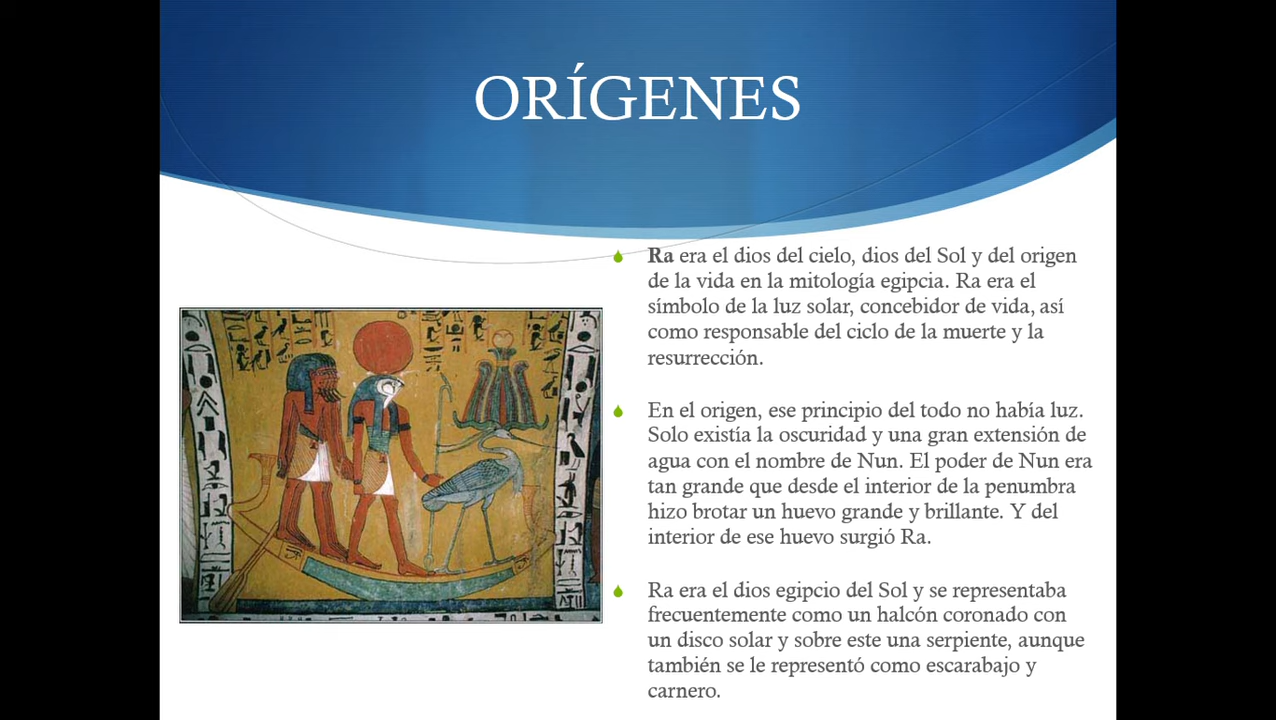 ORÍGENES
Ra era el dios del cielo, dios del Sol y del origen
de la vida en la mitología egipcia. Ra era el
símbolo de la luz solar, concebidor de vida, así
como responsable del ciclo de la muerte y la
resurrección.
En el origen, ese principio del todo no había luz.
Solo existía la oscuridad y una gran extensión de
agua con el nombre de Nun. El poder de Nun era
tan grande que desde el interior de la penumbra
hizo brotar un huevo grande y brillante. Y del
interior de ese huevo surgió Ra.
Ra era el dios egipcio del Sol y se representaba
frecuentemente como un halcón coronado con
un disco solar y sobre este una serpiente, aunque
también se le representó como escarabajo y
carnero.